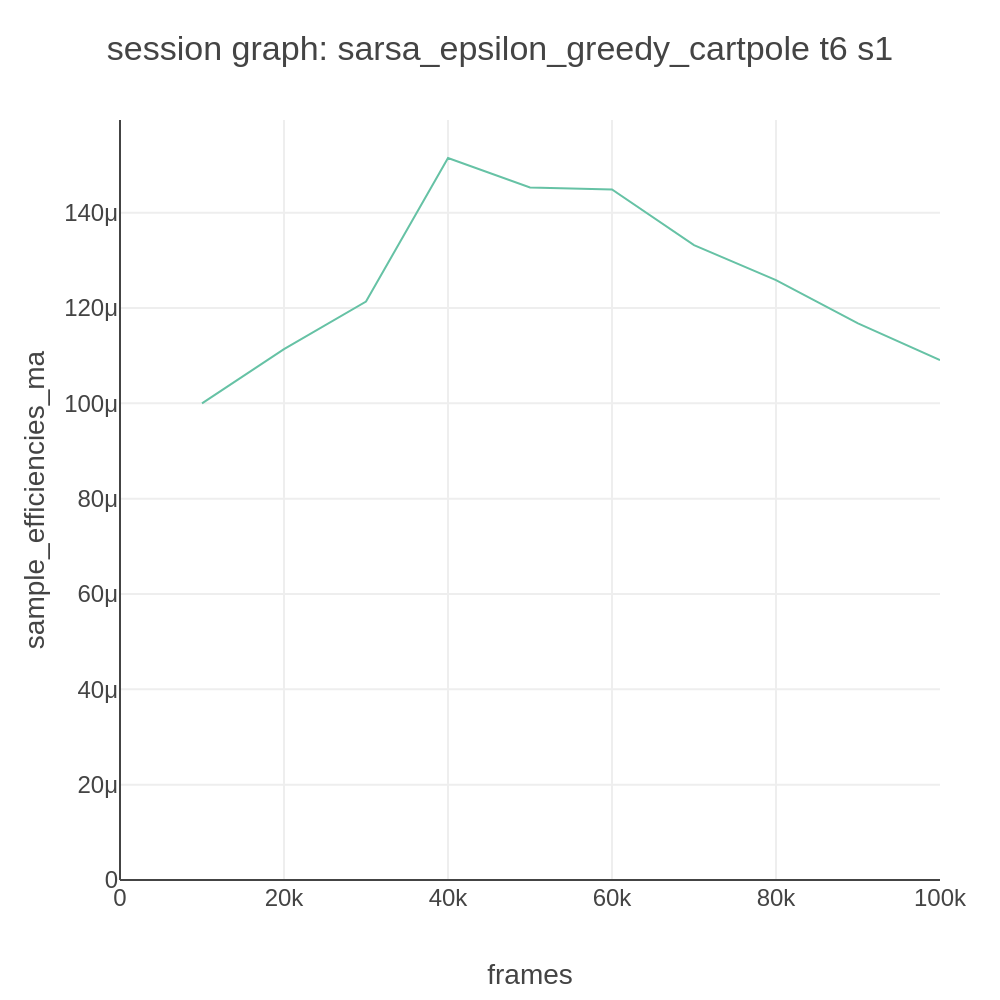 session graph: sarsa_epsilon_greedy_cartpole t6 s1
140μ
120μ
100μ
80μ
60μ
40μ
20μ
0
sample_efficiencies_ma
0
20k
40k
60k
80k
100k
frames